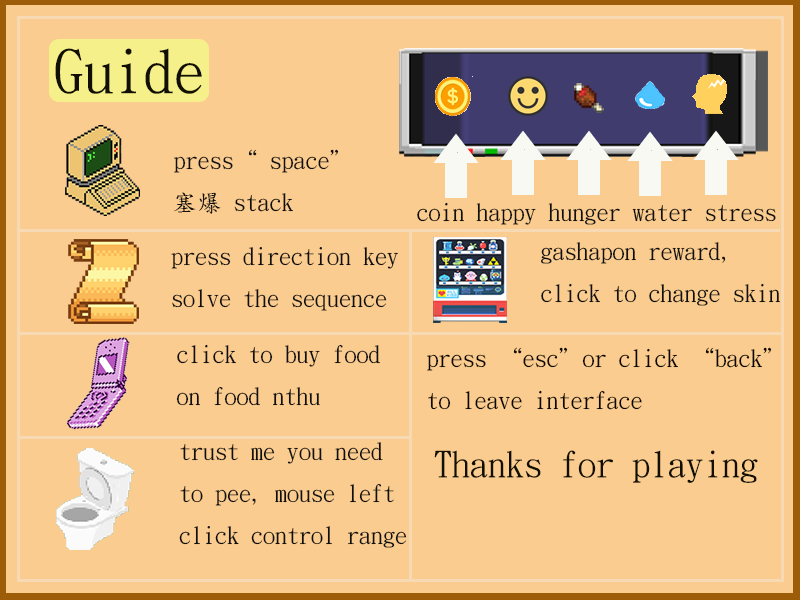 Guide
press “ space”
塞爆 stack
coin happy hunger water stress
press direction key
solve the sequence
gashapon reward,
click to change skin
click to buy food
on food nthu
press “esc” or click “back”
to leave interface
trust me you need
to pee, mouse left
click control range
Thanks for playing